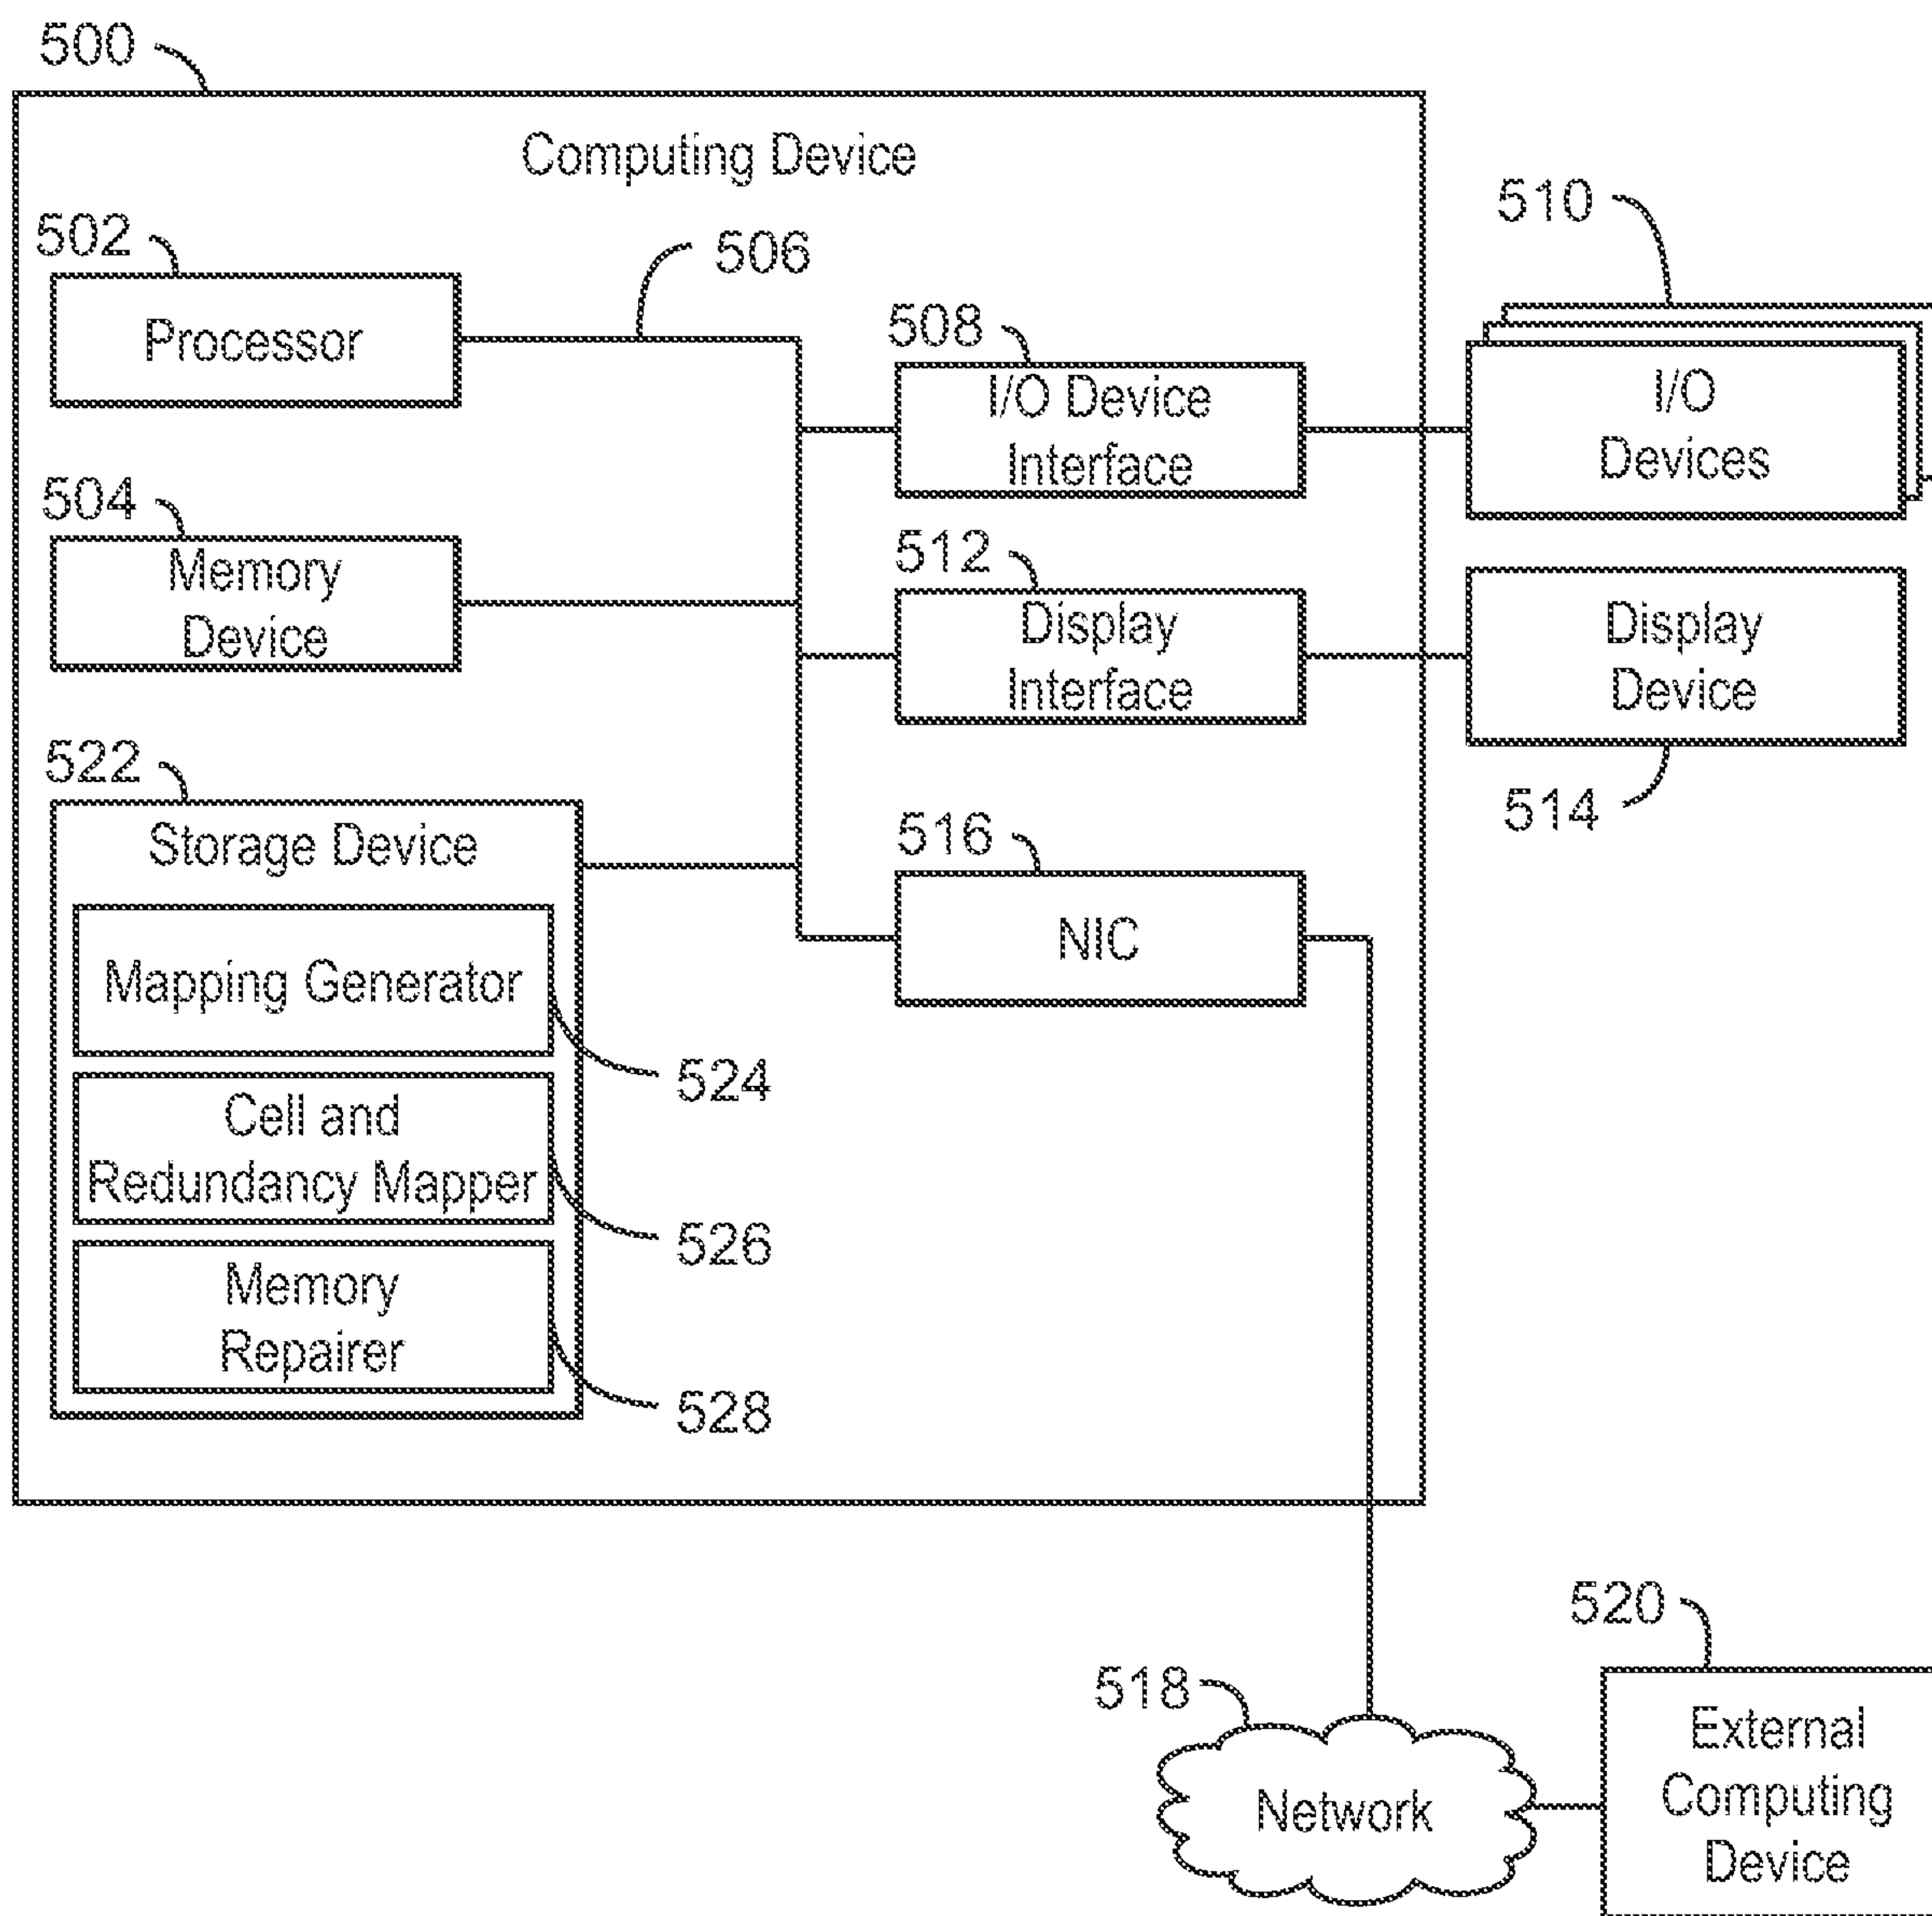 500
Computing Device
510
502
506
Processor
508
I/O Device
Interface
I/O
Devices
504
Memory
Device
512
Display
Interface
Display
Device
514
522
Storage Device
516
NIC
Mapping Generator
524
Cell and
Redundancy Mapper
526
Memory
Repairer
528
520
518
Network
External
Computing
Device